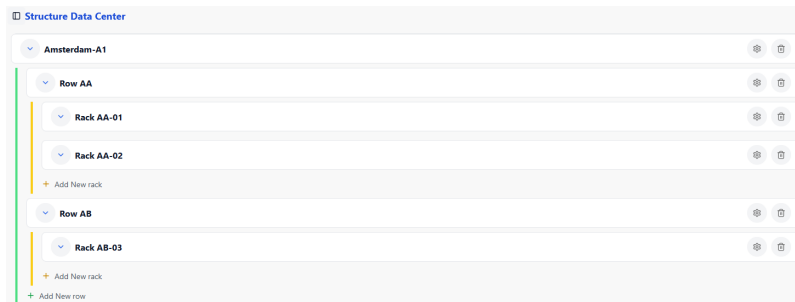 Structure Data Center
Amsterdam-A1
Row AA
Rack AA-01
Rack AA-02
+ Add New rack
Row AB
Rack AB-03
+ Add New rack
+ Add New row